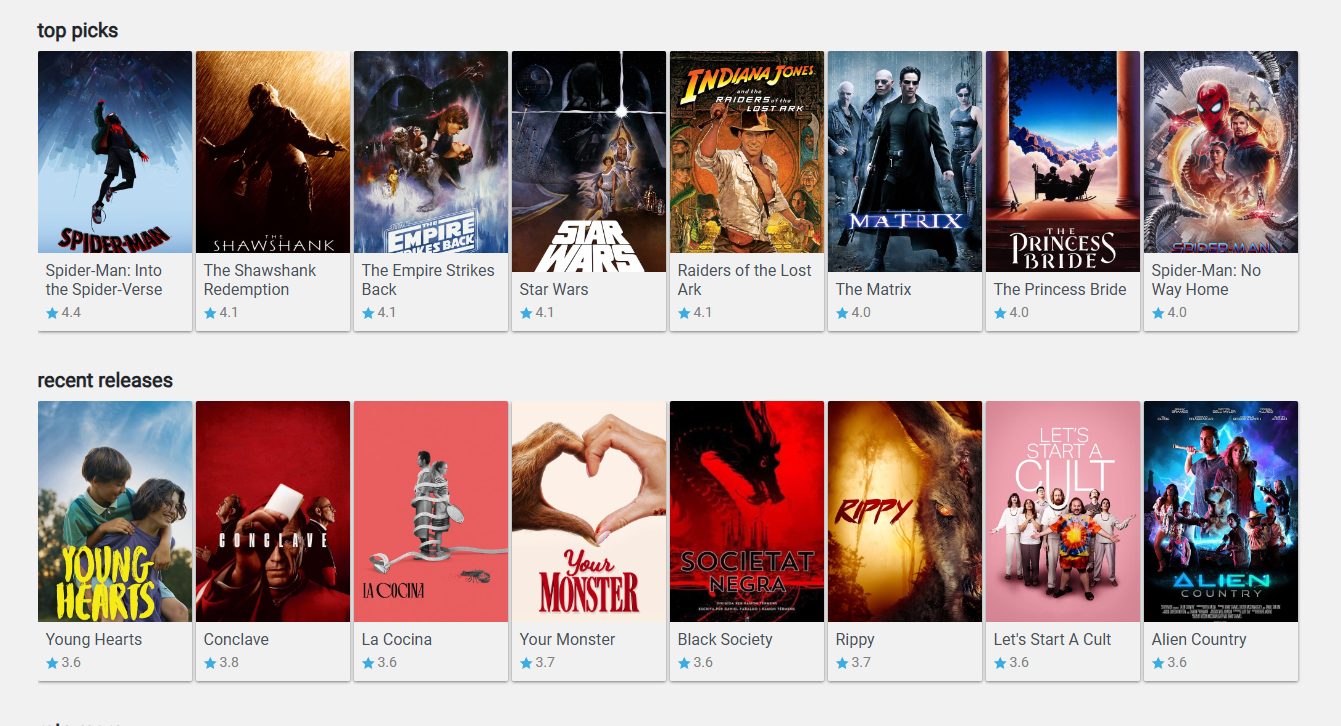 top picks
SPIDER-MAN
THE
SHAWSHANK
THE
EMPIRE
STRIKES BACK
STAR
WARS
INDIANA JONES
and the
RAIDERS of the
LOST ARK
THE
MATRIX
THE
PRINCESS
BRIDE
SPIDER-MAN
Spider-Man: Into
the Spider-Verse
4.4
The Shawshank
Redemption
4.1
The Empire Strikes
Back
4.1
Star Wars
4.1
Raiders of the Lost
Ark
4.1
The Matrix
4.0
The Princess Bride
4.0
Spider-Man: No
Way Home
4.0
recent releases
YOUNG
HEARTS
CONCLAVE
LA COCINA
Your
MONSTER
SOCIETAT
NEGRA
RIPPY
LET'S
START A
CULT
ALIEN
COUNTRY
Young Hearts
3.6
Conclave
3.8
La Cocina
3.6
Your Monster
3.7
Black Society
3.6
Rippy
3.7
Let's Start A Cult
3.6
Alien Country
3.6